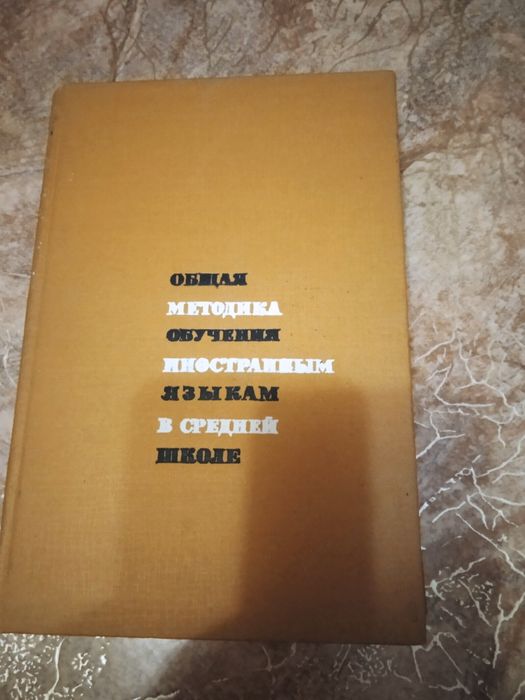 ОБЩАЯ
МЕТОДИКА
ОБУЧЕНИЯ
ИНОСТРАННЫМ
ЯЗЫКАМ
В СРЕДНЕЙ
ШКОЛЕ